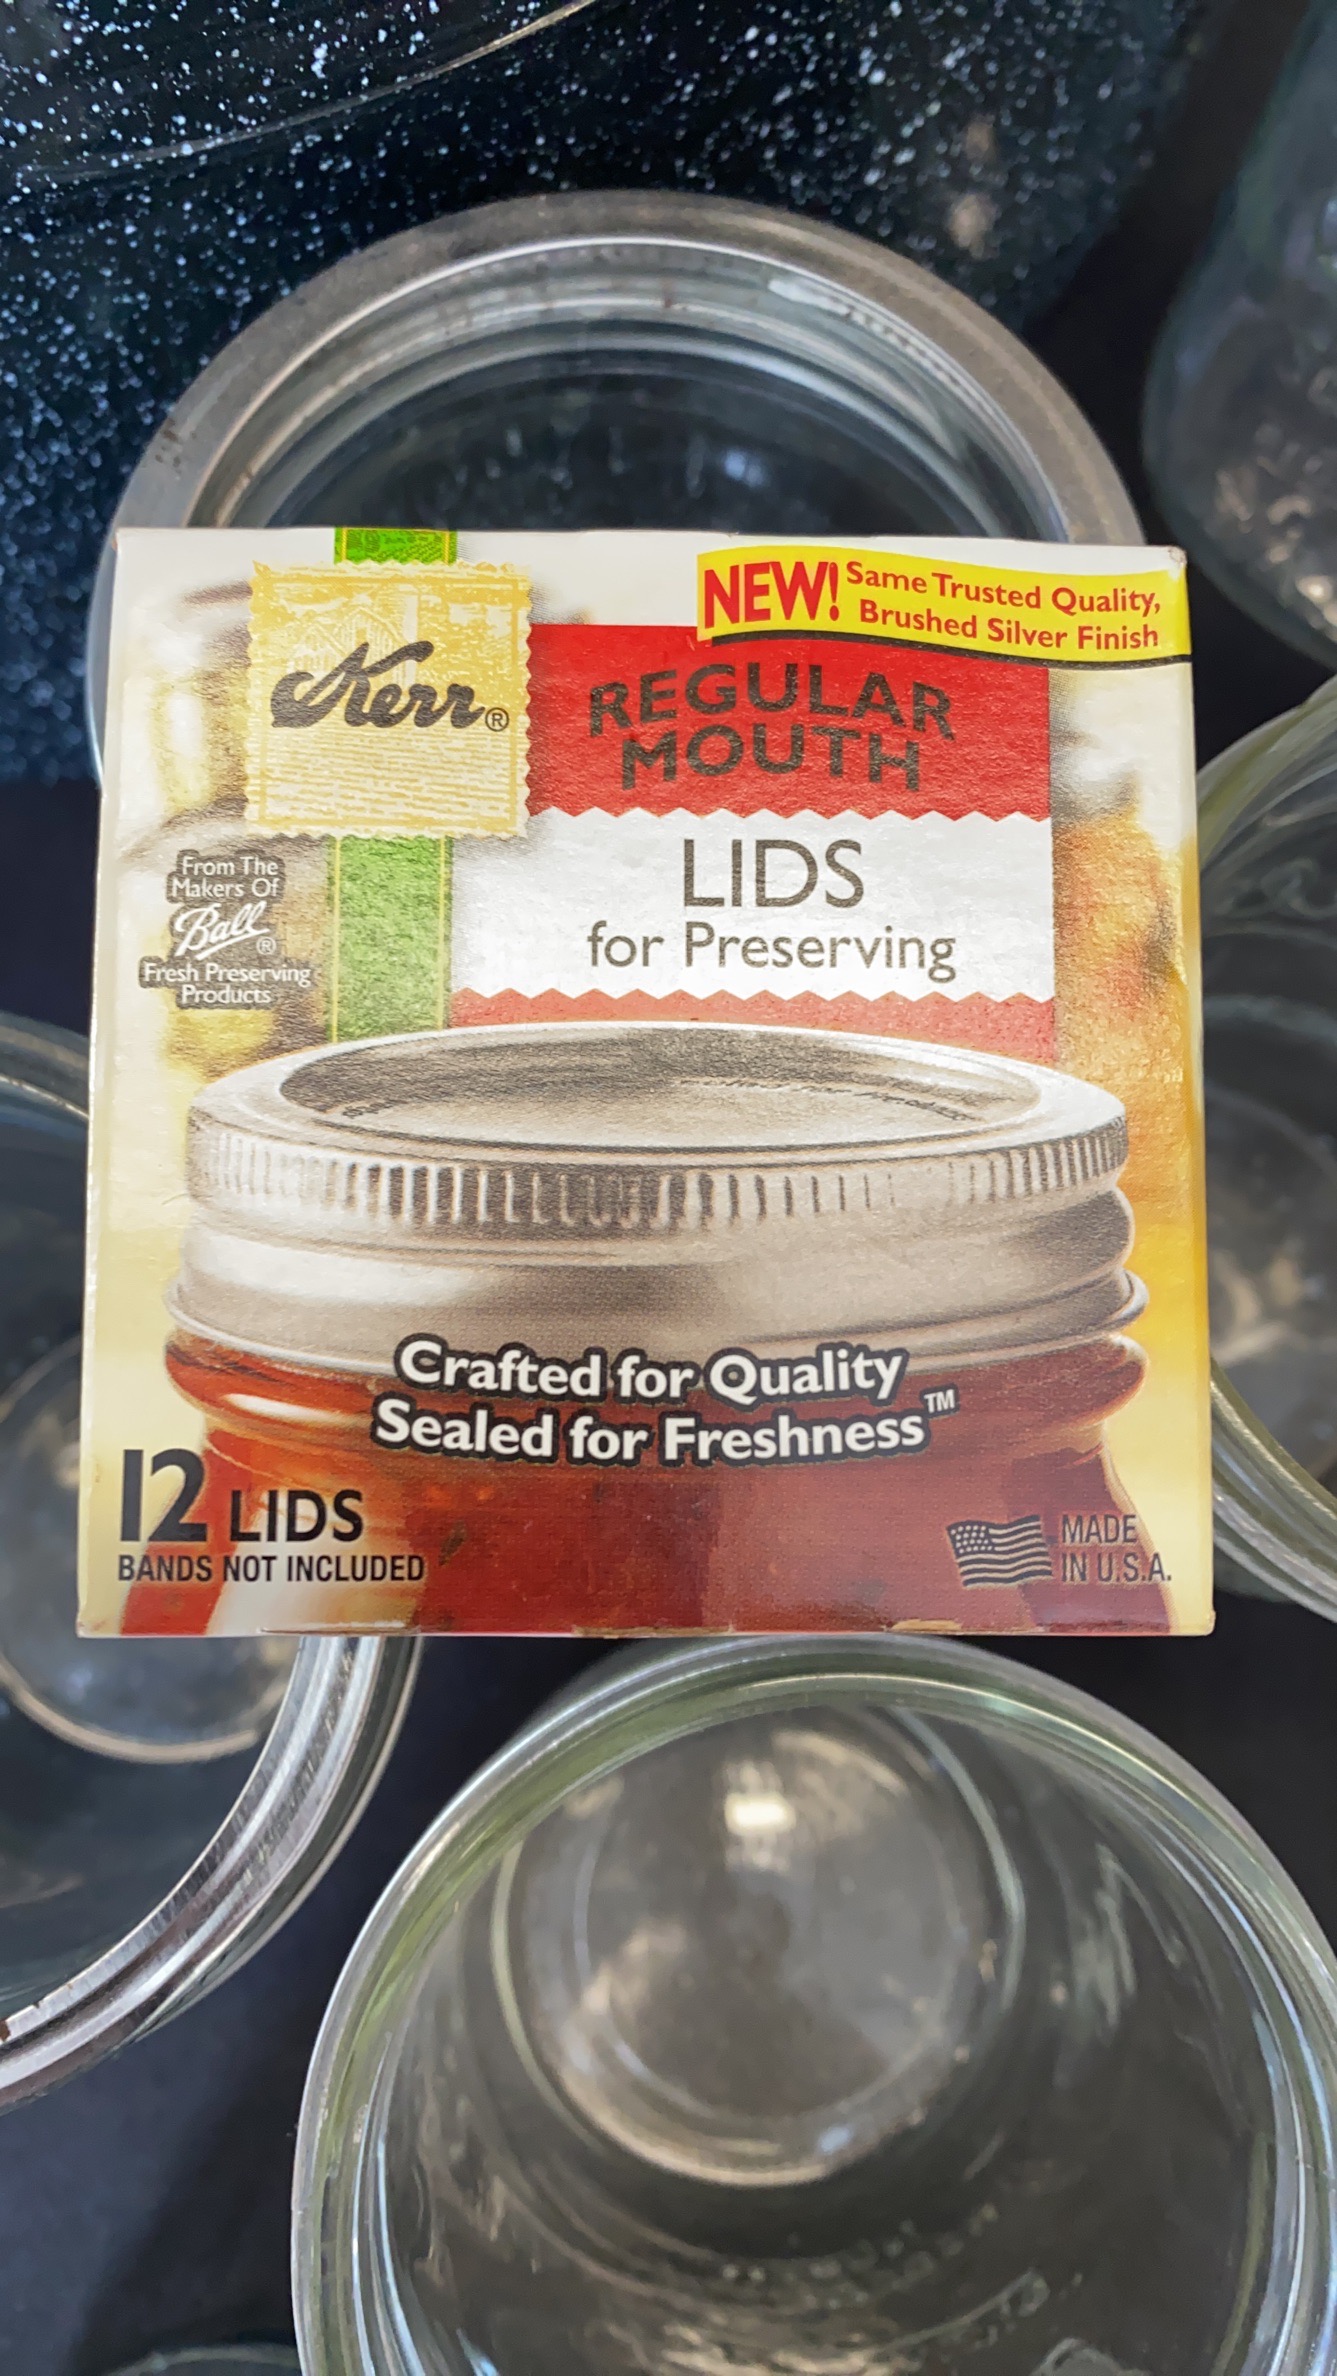 NEW! Same Trusted Quality,
Brushed Silver Finish
Kerr®
REGULAR
MOUTH
LIDS
for Preserving
From The
Makers Of
Ball®
Fresh Preserving
Products
Crafted for Quality
Sealed for Freshness™
12 LIDS
BANDS NOT INCLUDED
MADE
IN U.S.A.